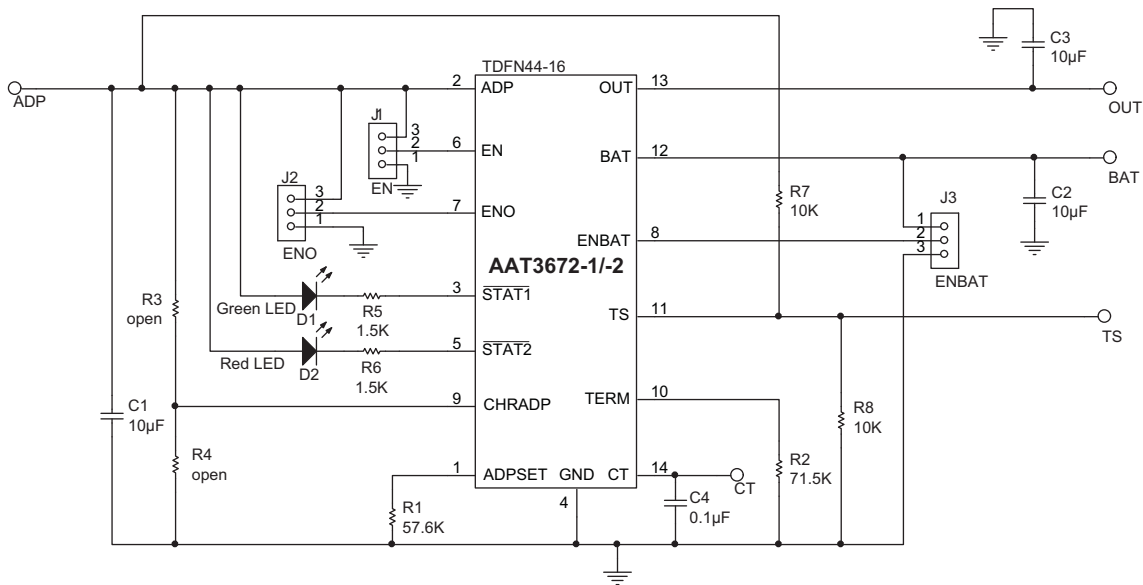 C3
10µF
TDFN44-16
ADP
2 ADP OUT 13
OUT
J1
3
2
1
EN
6 EN BAT 12
BAT
J2
3
2
1
ENO
7 ENO
R7
10K
C2
10µF
J3
1
2
3
ENBAT
ENBAT 8
AAT3672-1/-2
Green LED
D1
R5
1.5K
3 STAT1
R3
open
TS 11
TS
Red LED
D2
R6
1.5K
5 STAT2
C1
10µF
9 CHRADP TERM 10
R8
10K
R4
open
R2
71.5K
1 ADPSET GND CT 14
CT
4
R1
57.6K
C4
0.1µF